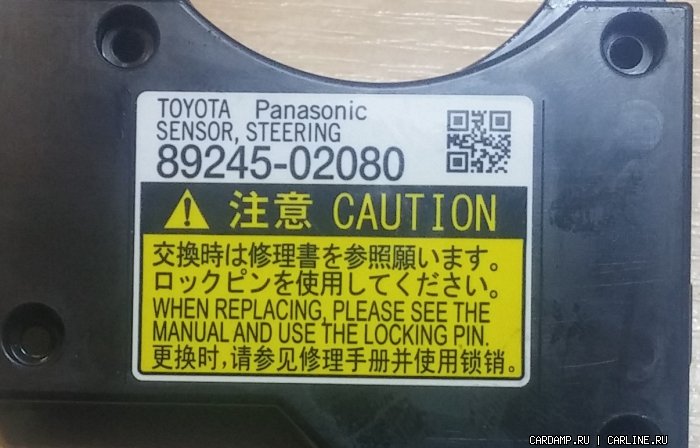 TOYOTA Panasonic
SENSOR, STEERING
89245-02080
注意 CAUTION
交換時は修理書を参照願います。
ロックピンを使用してください。
WHEN REPLACING, PLEASE SEE THE
MANUAL AND USE THE LOCKING PIN.
更换时,请参见修理手册并使用锁销。
CARDAMP.RU | CARLINE.RU